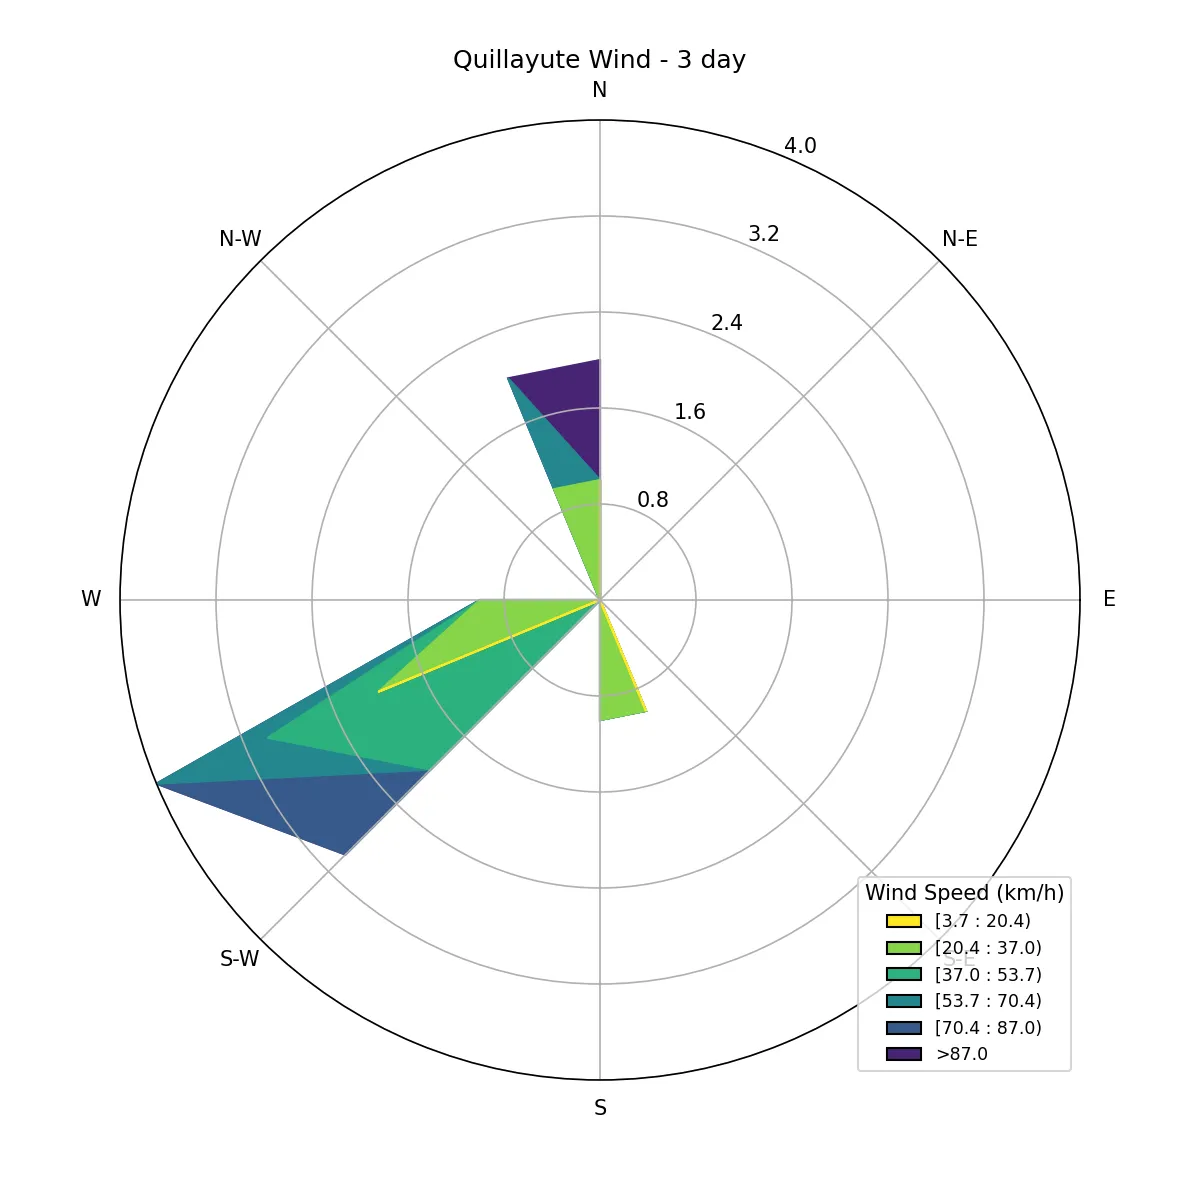 Quillayute Wind - 3 day
N
4.0
N-W
3.2
N-E
2.4
1.6
0.8
W
E
Wind Speed (km/h)
[3.7 : 20.4)
[20.4 : 37.0)
S-W
S-E
[37.0 : 53.7)
[53.7 : 70.4)
[70.4 : 87.0)
>87.0
S